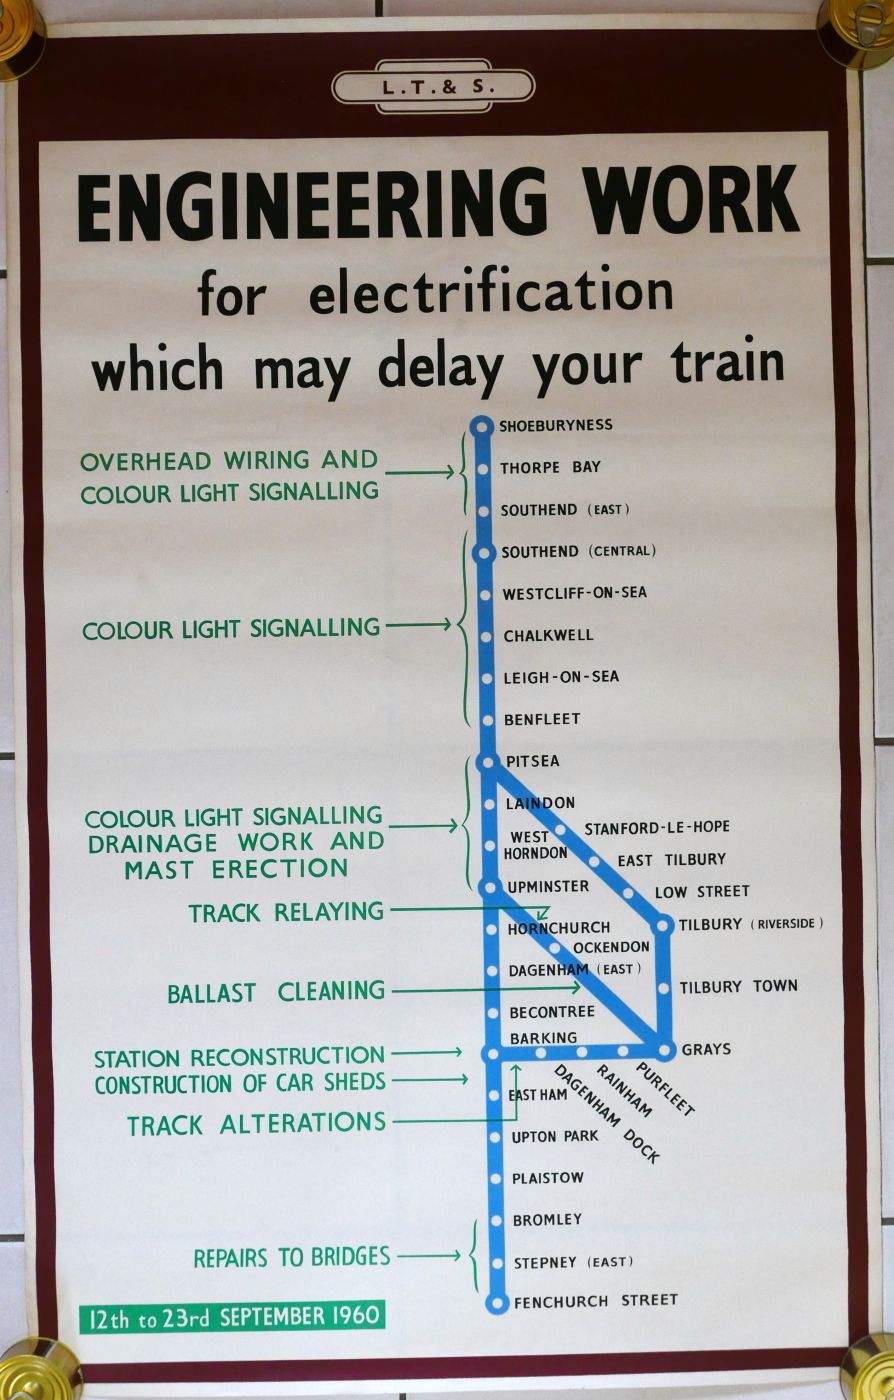 L.T.& S.
ENGINEERING WORK
for electrification
which may delay your train
SHOEBURYNESS
OVERHEAD WIRING AND
COLOUR LIGHT SIGNALLING
THORPE BAY
SOUTHEND (EAST)
SOUTHEND (CENTRAL)
WESTCLIFF-ON-SEA
COLOUR LIGHT SIGNALLING
CHALKWELL
LEIGH-ON-SEA
BENFLEET
PITSEA
LAINDON
COLOUR LIGHT SIGNALLING
DRAINAGE WORK AND
MAST ERECTION
STANFORD-LE-HOPE
WEST
HORNDON
EAST TILBURY
UPMINSTER
LOW STREET
TRACK RELAYING
HORNCHURCH
TILBURY (RIVERSIDE)
OCKENDON
DAGENHAM (EAST)
BALLAST CLEANING
TILBURY TOWN
BECONTREE
BARKING
GRAYS
STATION RECONSTRUCTION
CONSTRUCTION OF CAR SHEDS
PURFLEET
RAINHAM
DAGENHAM DOCK
EAST HAM
TRACK ALTERATIONS
UPTON PARK
PLAISTOW
BROMLEY
REPAIRS TO BRIDGES
STEPNEY (EAST)
FENCHURCH STREET
12th to 23rd SEPTEMBER 1960